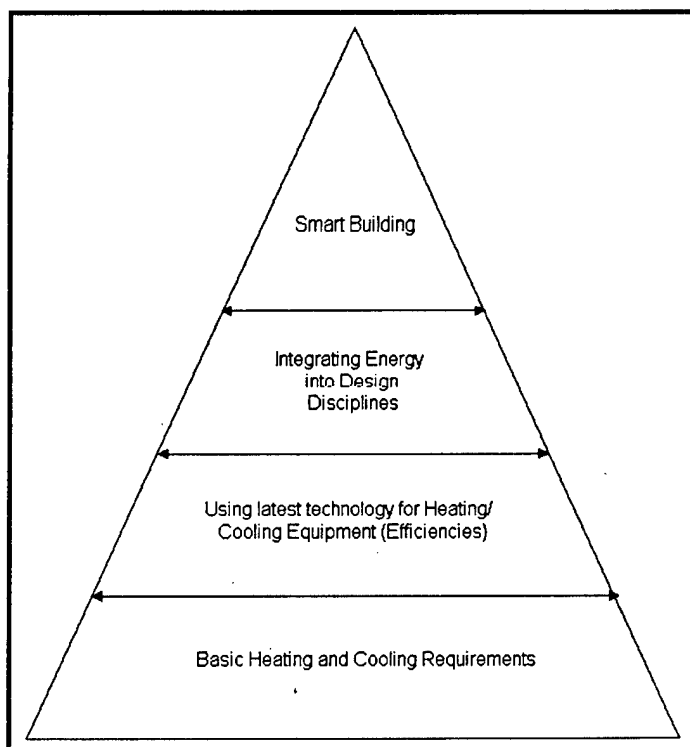 Smart Building
Integrating Energy
into Design
Disciplines
Using latest technology for Heating/
Cooling Equipment (Efficiencies)
Basic Heating and Cooling Requirements